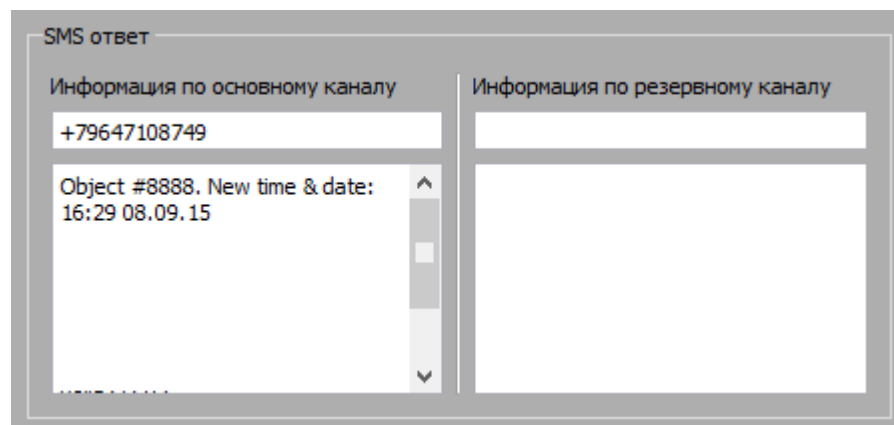 SMS ответ
Информация по основному каналу
+79647108749
Object #8888. New time & date:
16:29 08.09.15
Информация по резервному каналу